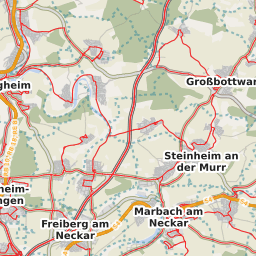 Großbottwar
gheim
Steinheim an
der Murr
heim-
ngen
Marbach am
Neckar
Freiberg am
Neckar